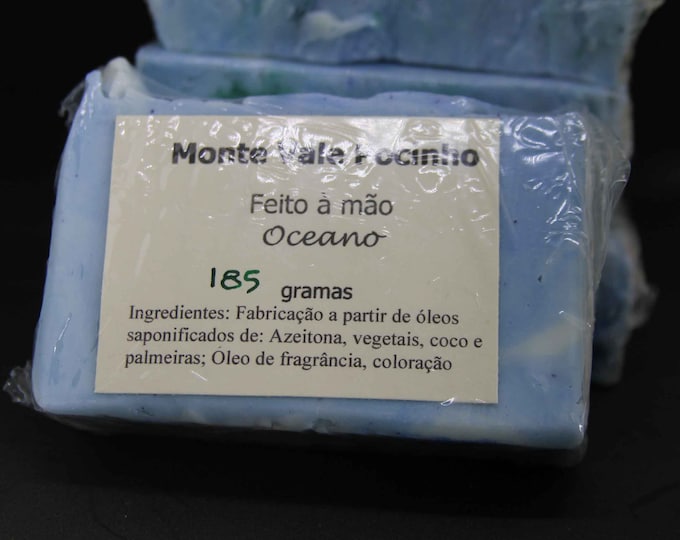 Monte Vale Pocinho
Feito à mão
Oceano
185 gramas
Ingredientes: Fabricação a partir de óleos
saponificados de: Azeitona, vegetais, coco e
palmeiras; Óleo de fragrância, coloração